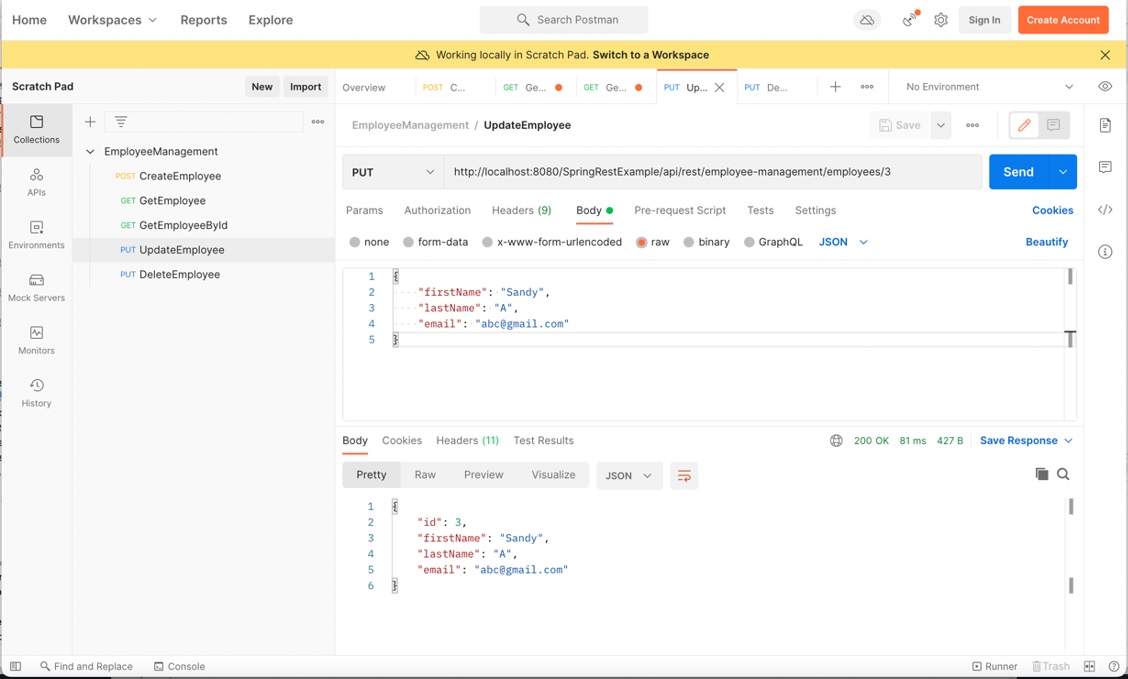 Home Workspaces Reports Explore Search Postman Sign In Create Account
Working locally in Scratch Pad. Switch to a Workspace
Scratch Pad New Import
Overview POST C... GET Ge... GET Ge... PUT Up... PUT De... No Environment
Collections
APIs
Environments
Mock Servers
Monitors
History
EmployeeManagement
POST CreateEmployee
GET GetEmployee
GET GetEmployeeById
PUT UpdateEmployee
PUT DeleteEmployee
EmployeeManagement / UpdateEmployee Save
PUT http://localhost:8080/SpringRestExample/api/rest/employee-management/employees/3 Send
Params Authorization Headers (9) Body Pre-request Script Tests Settings Cookies
none form-data x-www-form-urlencoded raw binary GraphQL JSON Beautify
1 {
2 "firstName": "Sandy",
3 "lastName": "A",
4 "email": "abc@gmail.com"
5 }
Body Cookies Headers (11) Test Results 200 OK 81 ms 427 B Save Response
Pretty Raw Preview Visualize JSON
1 {
2 "id": 3,
3 "firstName": "Sandy",
4 "lastName": "A",
5 "email": "abc@gmail.com"
6 }
Find and Replace Console Runner Trash